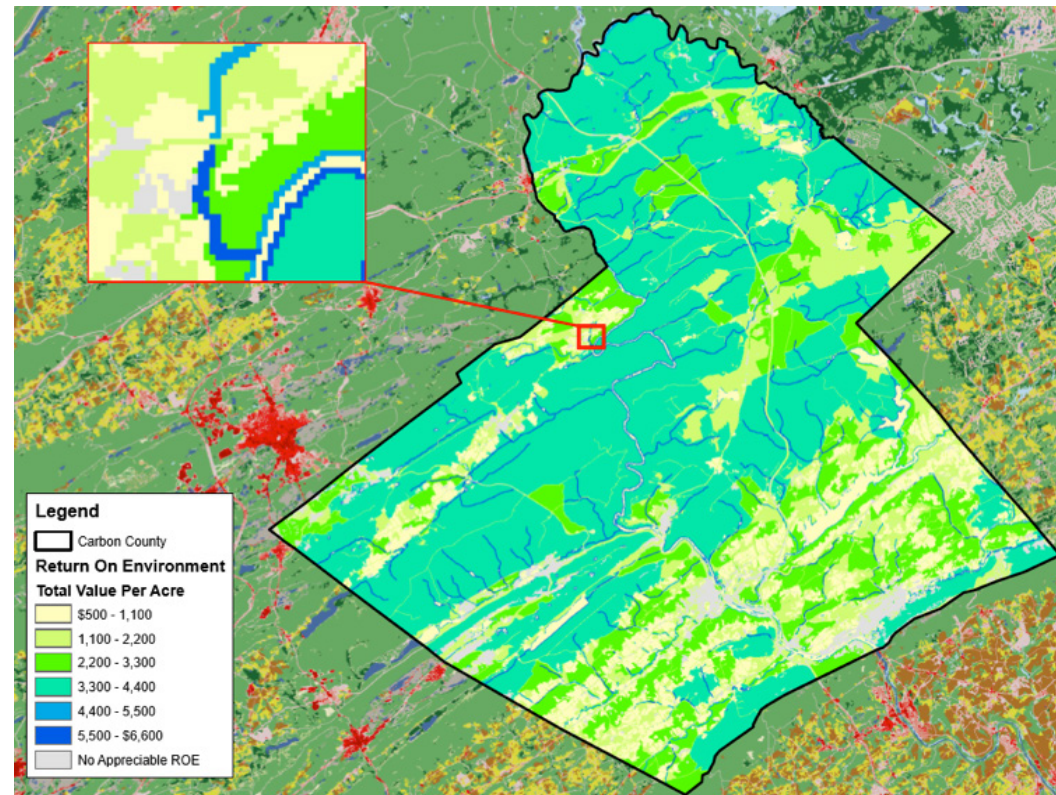 Legend
Carbon County
Return On Environment
Total Value Per Acre
$500 - 1,100
1,100 - 2,200
2,200 - 3,300
3,300 - 4,400
4,400 - 5,500
5,500 - $6,600
No Appreciable ROE